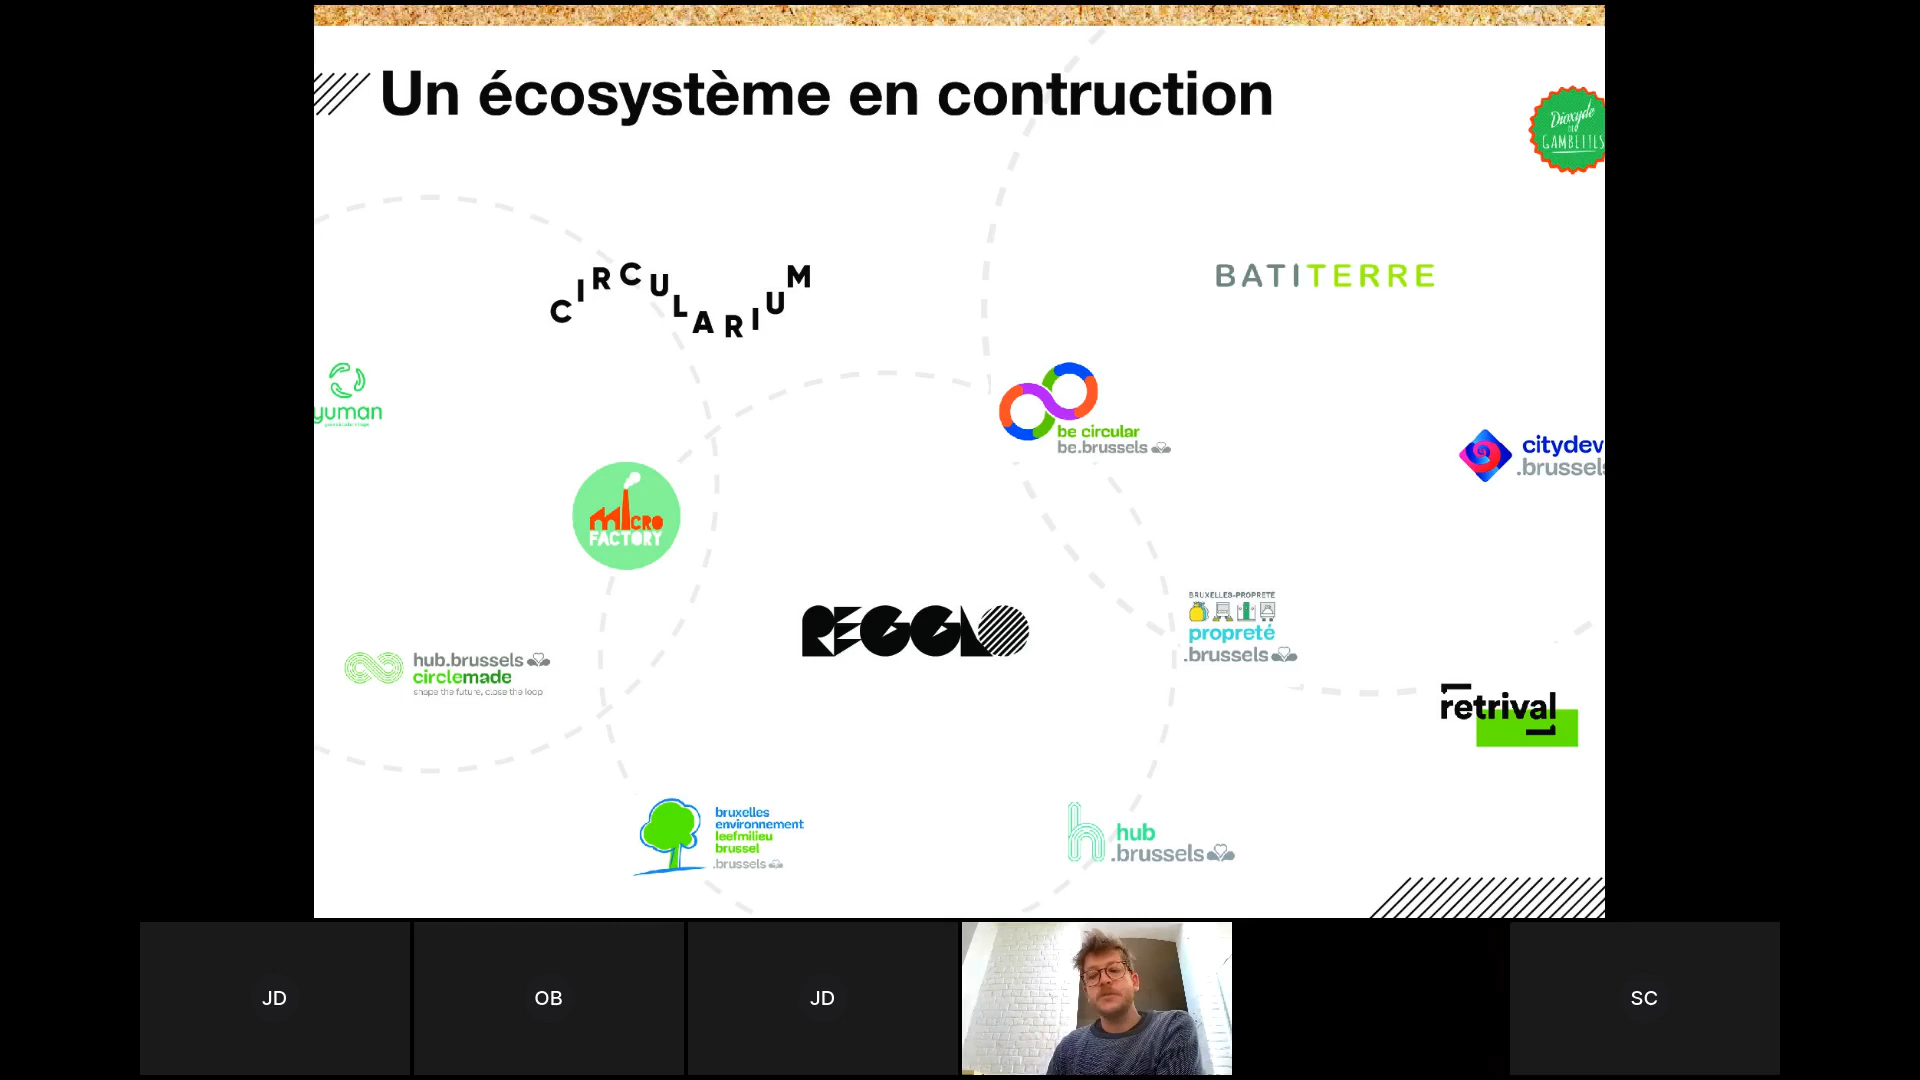 Un écosystème en contruction
Dioxyde
de
GAMBETTES
CIRCULARIUM
BATITERRE
yuman
be circular
be.brussels
citydev
.brussels
MICRO
FACTORY
REGGLO
BRUXELLES-PROPRETE
propreté
.brussels
hub.brussels
circlemade
shape the future, close the loop
retrival
bruxelles
environnement
leefmilieu
brussel
.brussels
hub
.brussels
JD
OB
JD
SC